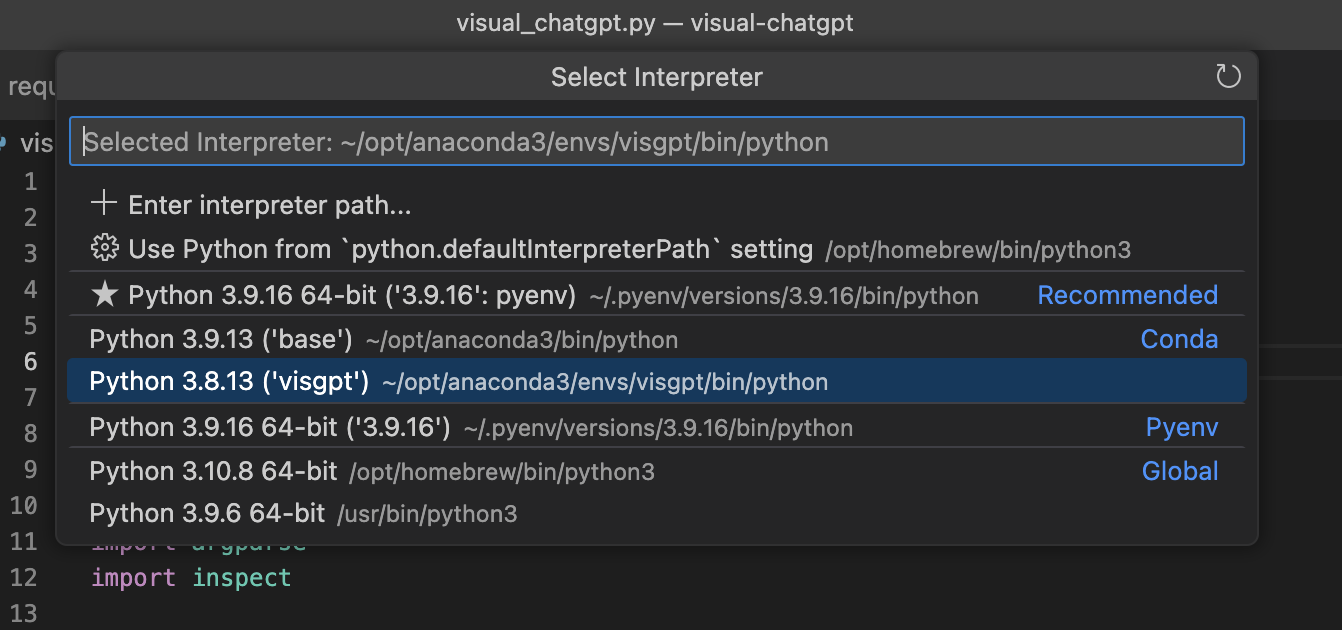 visual_chatgpt.py — visual-chatgpt
Select Interpreter
requ
Selected Interpreter: ~/opt/anaconda3/envs/visgpt/bin/python
vis
1
2
3
4
5
6
7
8
9
10
+ Enter interpreter path...
Use Python from `python.defaultInterpreterPath` setting /opt/homebrew/bin/python3
★ Python 3.9.16 64-bit ('3.9.16': pyenv) ~/.pyenv/versions/3.9.16/bin/python Recommended
Python 3.9.13 ('base') ~/opt/anaconda3/bin/python Conda
Python 3.8.13 ('visgpt') ~/opt/anaconda3/envs/visgpt/bin/python
Python 3.9.16 64-bit ('3.9.16') ~/.pyenv/versions/3.9.16/bin/python Pyenv
Python 3.10.8 64-bit /opt/homebrew/bin/python3 Global
Python 3.9.6 64-bit /usr/bin/python3
11 import argparse
12 import inspect
13